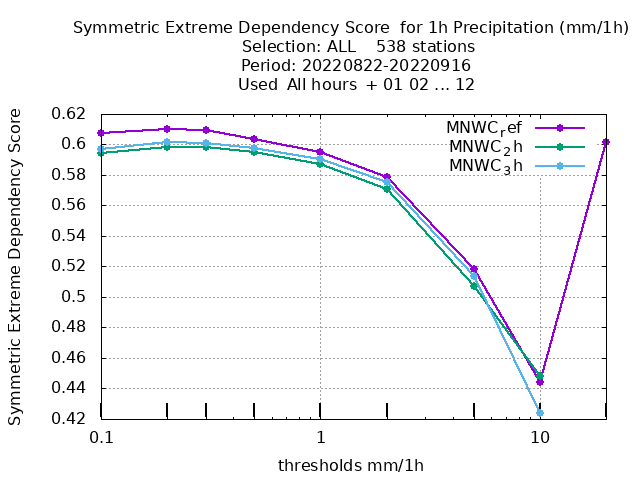 Symmetric Extreme Dependency Score for 1h Precipitation (mm/1h)
Selection: ALL 538 stations
Period: 20220822-20220916
Used All hours + 01 02 ... 12
Symmetric Extreme Dependency Score
0.62
0.6
0.58
0.56
0.54
0.52
0.5
0.48
0.46
0.44
0.42
MNWCref
MNWC2h
MNWC3h
0.1 1 10
thresholds mm/1h